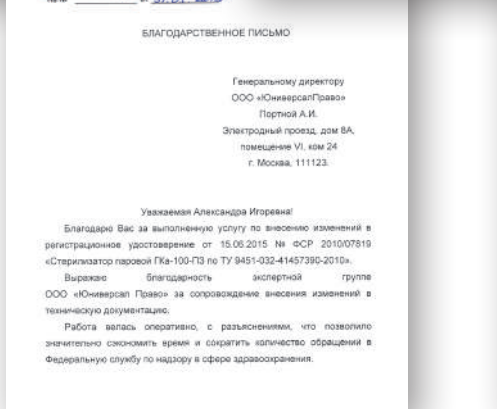 БЛАГОДАРСТВЕННОЕ ПИСЬМО
Генеральному директору
ООО «ЮниверсалПраво»
Портной А.И.
Электродный проезд, дом 8А,
помещение VI, ком 24
г. Москва, 111123.
Уважаемая Александра Игоревна!
Благодарю Вас за выполненную услугу по внесению изменений в
регистрационное удостоверение от 15.06.2015 № ФСР 2010/07819
«Стерилизатор паровой ГКа-100-ПЗ по ТУ 9451-032-41457390-2010».
Выражаю благодарность экспертной группе
ООО «Юниверсал Право» за сопровождение внесения изменений в
техническую документацию.
Работа велась оперативно, с разъяснениями, что позволило
значительно сэкономить время и сократить количество обращений в
Федеральную службу по надзору в сфере здравоохранения.